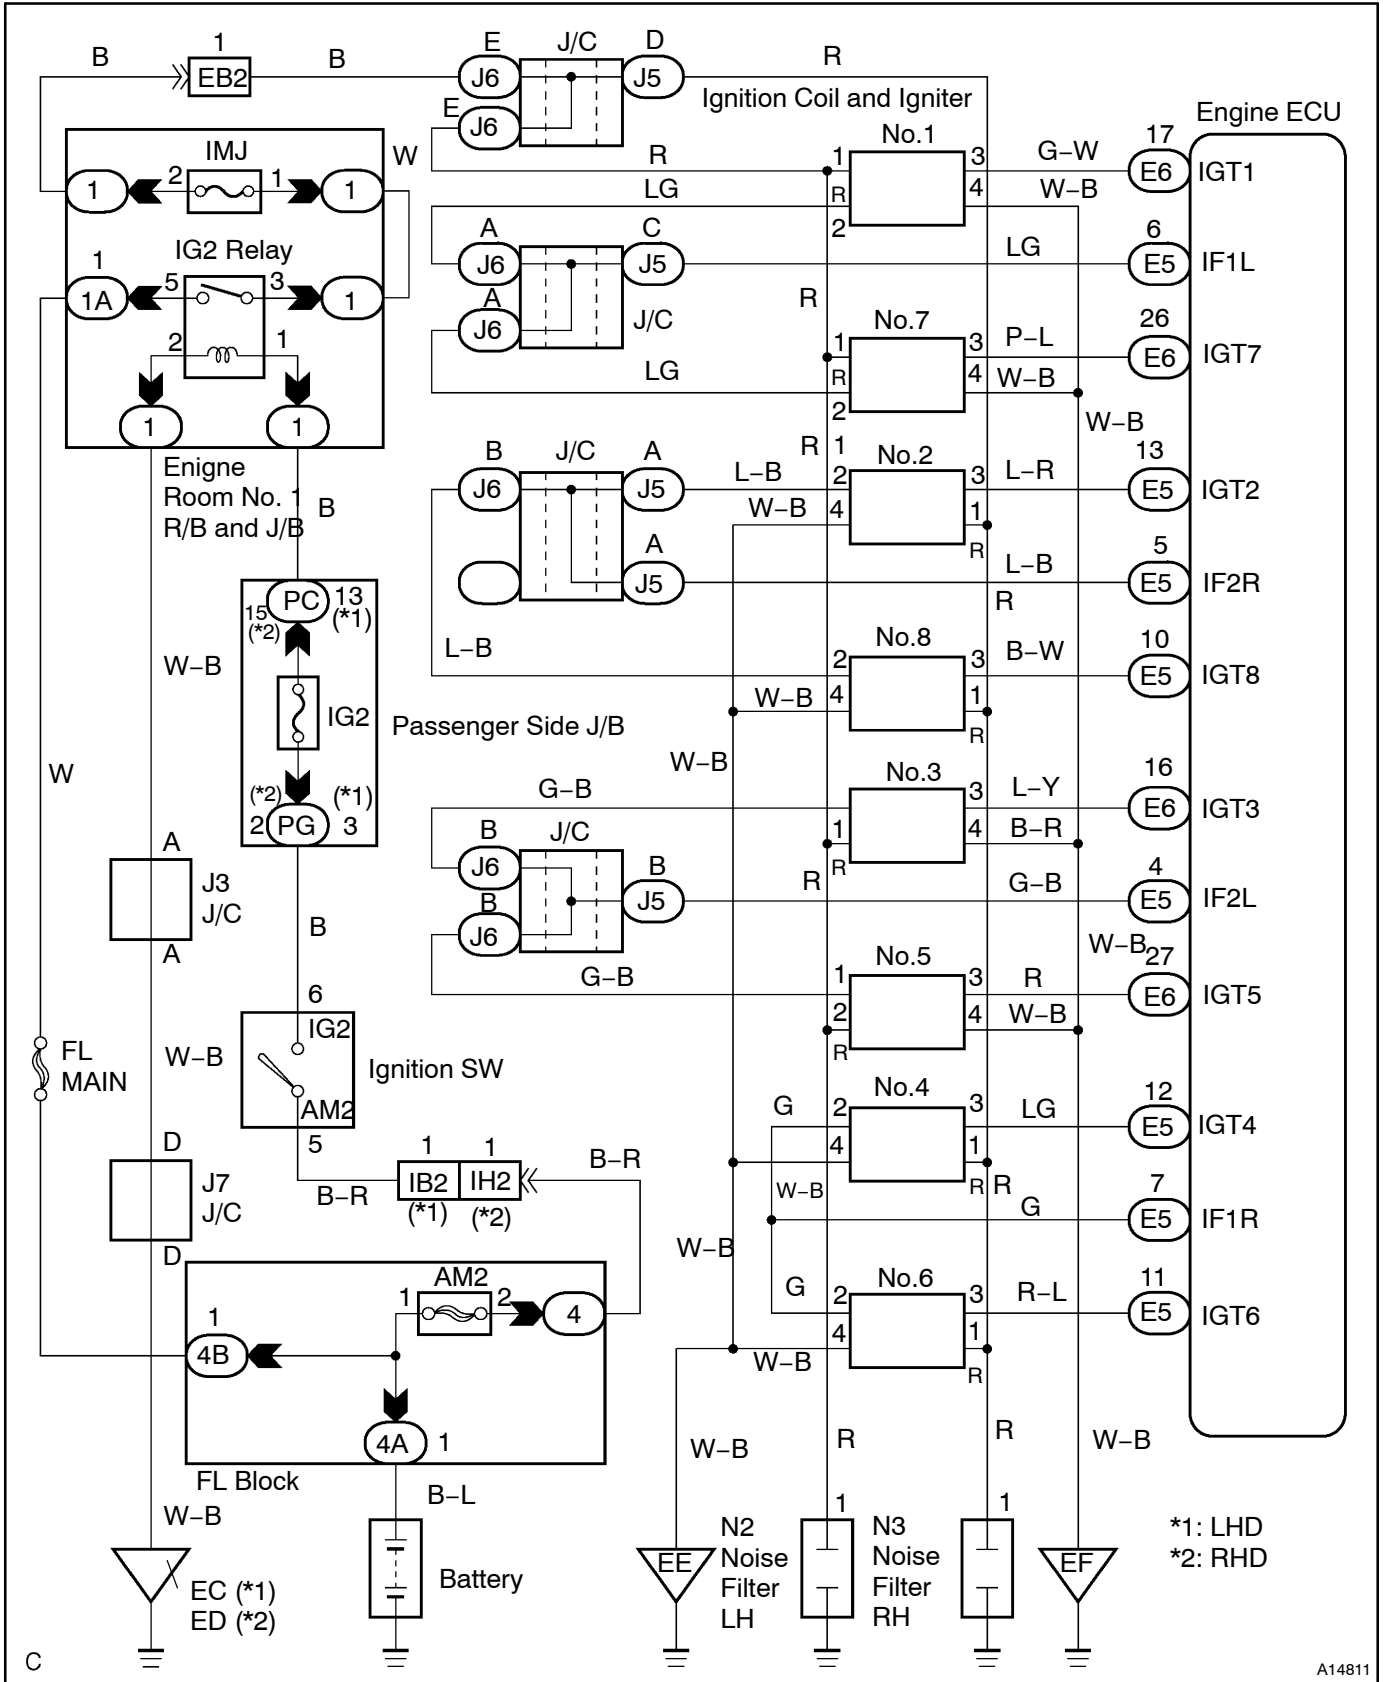 B
1
EB2
B
E
J6
J/C
D
J5
R
E
J6
Ignition Coil and Igniter
Engine ECU
IMJ
1
2
1
1
W
R
LG
No.1
1
R
2
3
4
G–W
W–B
17
E6
IGT1
IG2 Relay
1
1A
5
3
1
2
1
1
1
A
J6
C
J5
A
J6
J/C
LG
6
E5
IF1L
R
No.7
1
R
2
3
4
P–L
W–B
26
E6
IGT7
LG
W–B
Enigne
Room No. 1
R/B and J/B
B
B
J6
J/C
A
J5
L–B
W–B
R
1
No.2
2
4
3
1
R
L–R
13
E5
IGT2
A
J5
L–B
R
5
E5
IF2R
PC
13
(*1)
15
(*2)
W–B
L–B
No.8
2
4
3
1
R
B–W
W–B
10
E5
IGT8
IG2
Passenger Side J/B
W
W–B
(*2)
(*1)
2
PG
3
G–B
No.3
1
R
3
4
L–Y
B–R
16
E6
IGT3
A
J3
J/C
A
B
J6
J/C
B
J5
B
J6
R
G–B
4
E5
IF2L
B
G–B
W–B
No.5
1
2
R
3
4
R
W–B
27
E6
IGT5
6
IG2
Ignition SW
AM2
5
FL
MAIN
W–B
G
No.4
2
4
3
1
R
LG
12
E5
IGT4
D
J7
J/C
D
B–R
1
IB2
(*1)
1
IH2
(*2)
B–R
W–B
R
G
7
E5
IF1R
W–B
AM2
1
2
4
1
4B
G
No.6
2
4
3
1
R
R–L
W–B
11
E5
IGT6
4A
1
FL Block
B–L
W–B
R
R
W–B
W–B
EC (*1)
ED (*2)
Battery
EE
N2
Noise
Filter
LH
1
N3
Noise
Filter
RH
1
EF
*1: LHD
*2: RHD
C
A14811